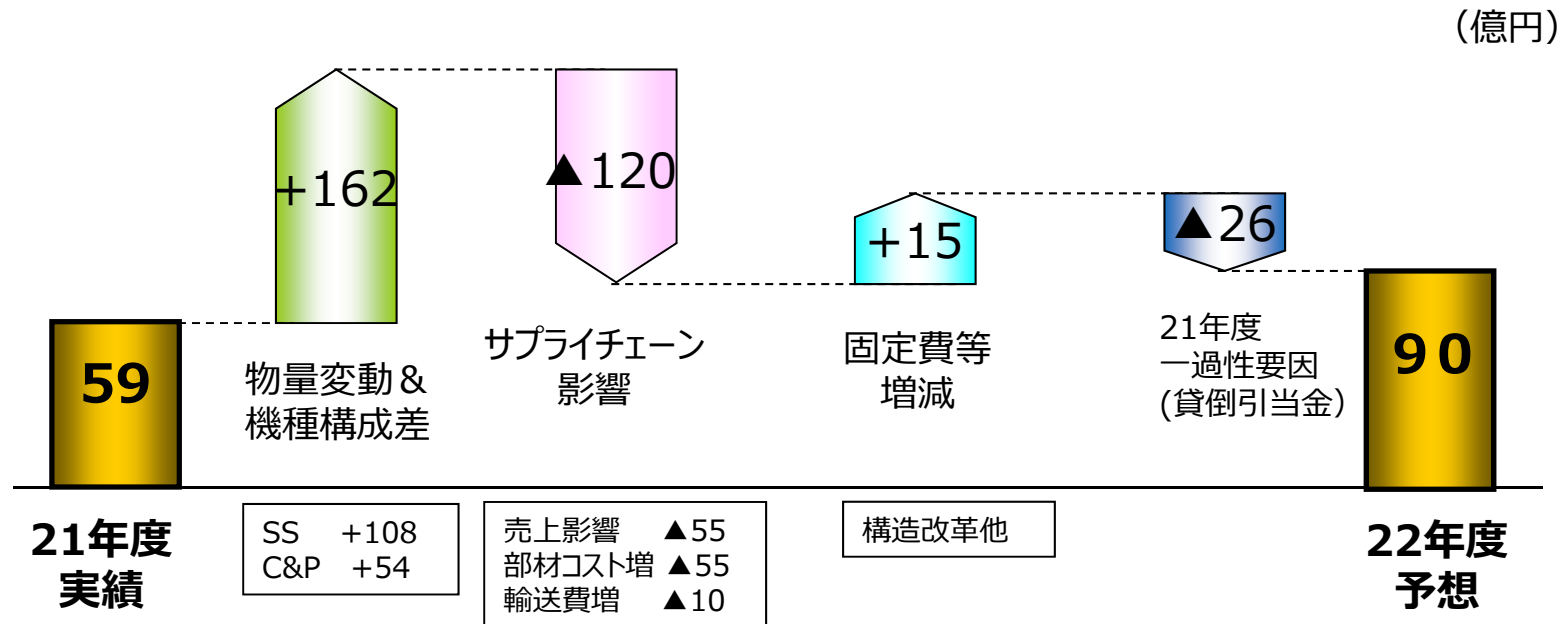 （億円）
+162
▲120
+15
▲26
59
90
物量変動＆
機種構成差
サプライチェーン
影響
固定費等
増減
21年度
一過性要因
(貸倒引当金）
21年度
実績
SS +108
C&P +54
売上影響 ▲55
部材コスト増 ▲55
輸送費増 ▲10
構造改革他
22年度
予想